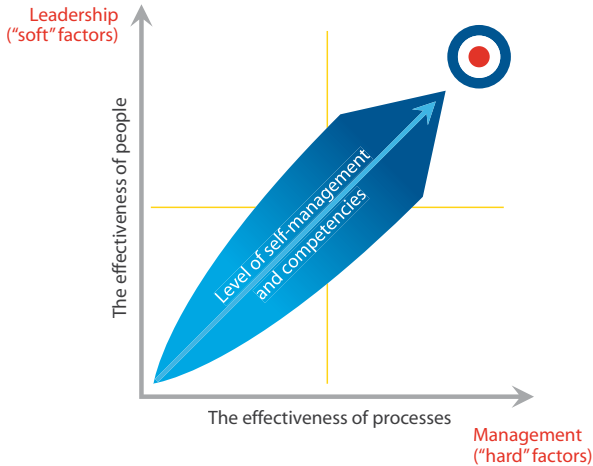 Leadership
(“soft” factors)
The effectiveness of people
Level of self-management
and competencies
The effectiveness of processes
Management
(“hard” factors)